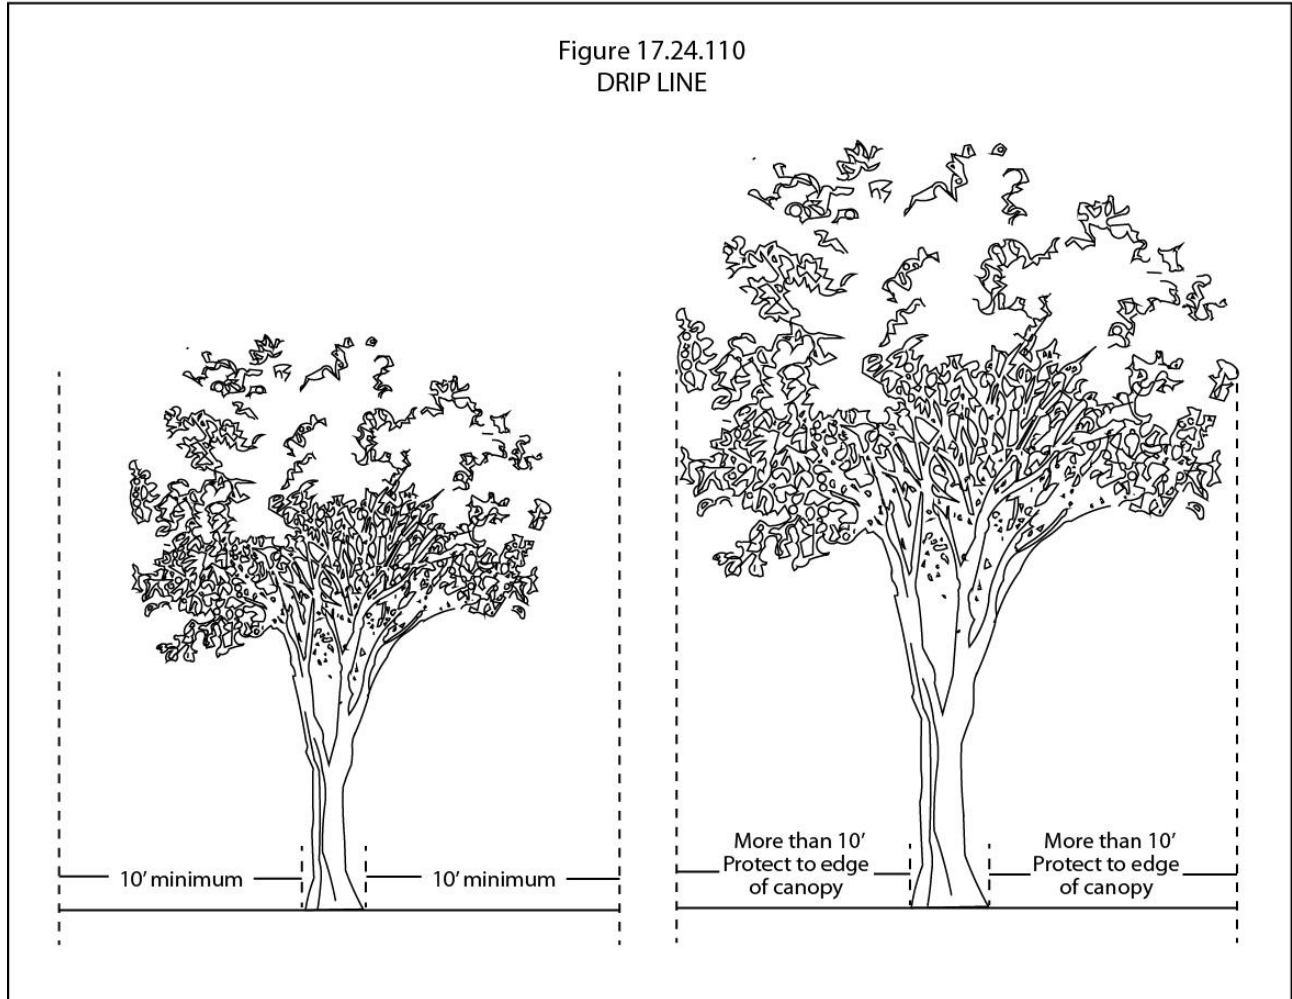 Figure 17.24.110
DRIP LINE
10’ minimum
10’ minimum
More than 10’
Protect to edge
of canopy
More than 10’
Protect to edge
of canopy